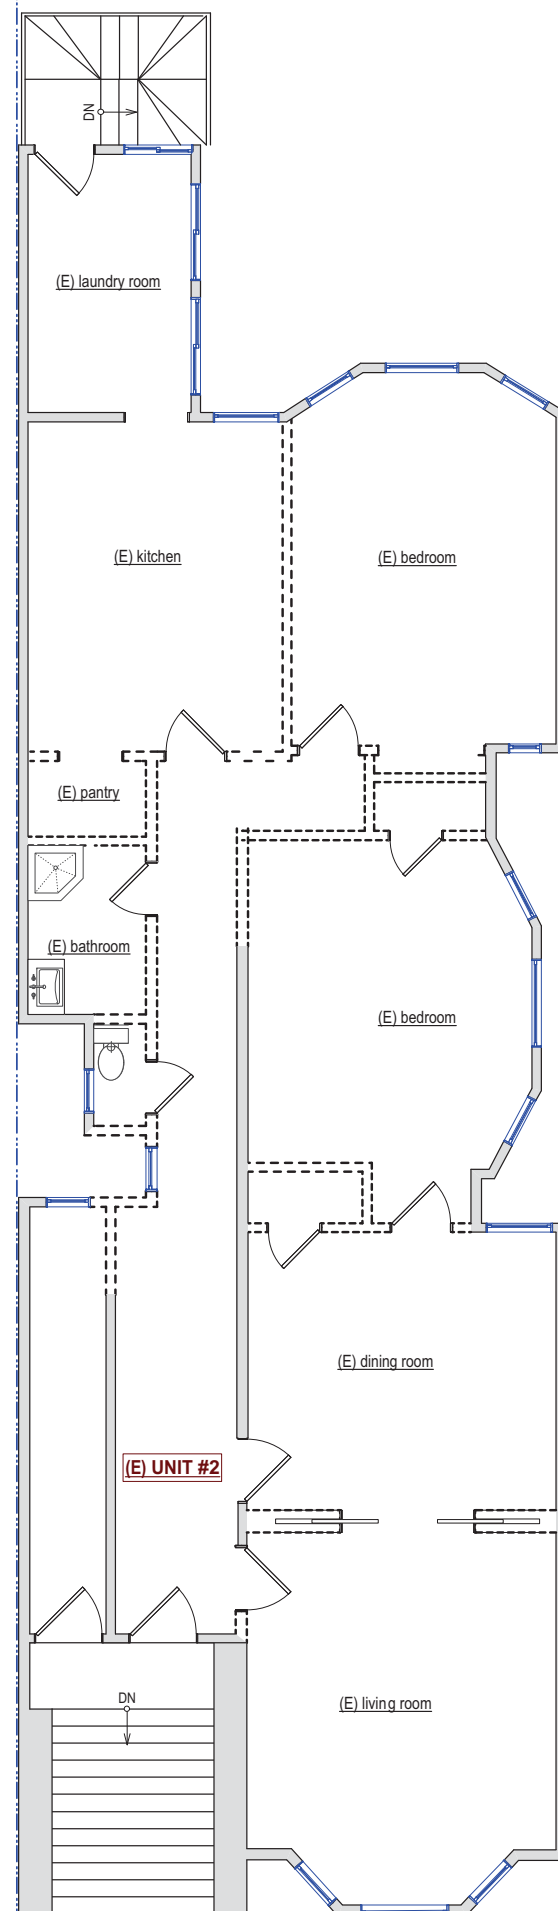 DN
(E) laundry room
(E) kitchen
(E) bedroom
(E) pantry
(E) bathroom
(E) bedroom
(E) dining room
(E) UNIT #2
(E) living room
DN